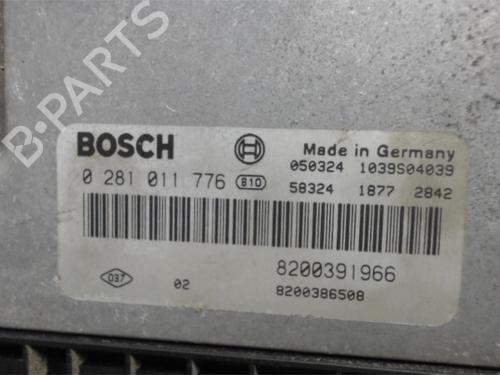 B-PARTS
BOSCH
Made in Germany
050324 1039S04039
0 281 011 776 810
58324 1877 2842
8200391966
037
02
8200386508